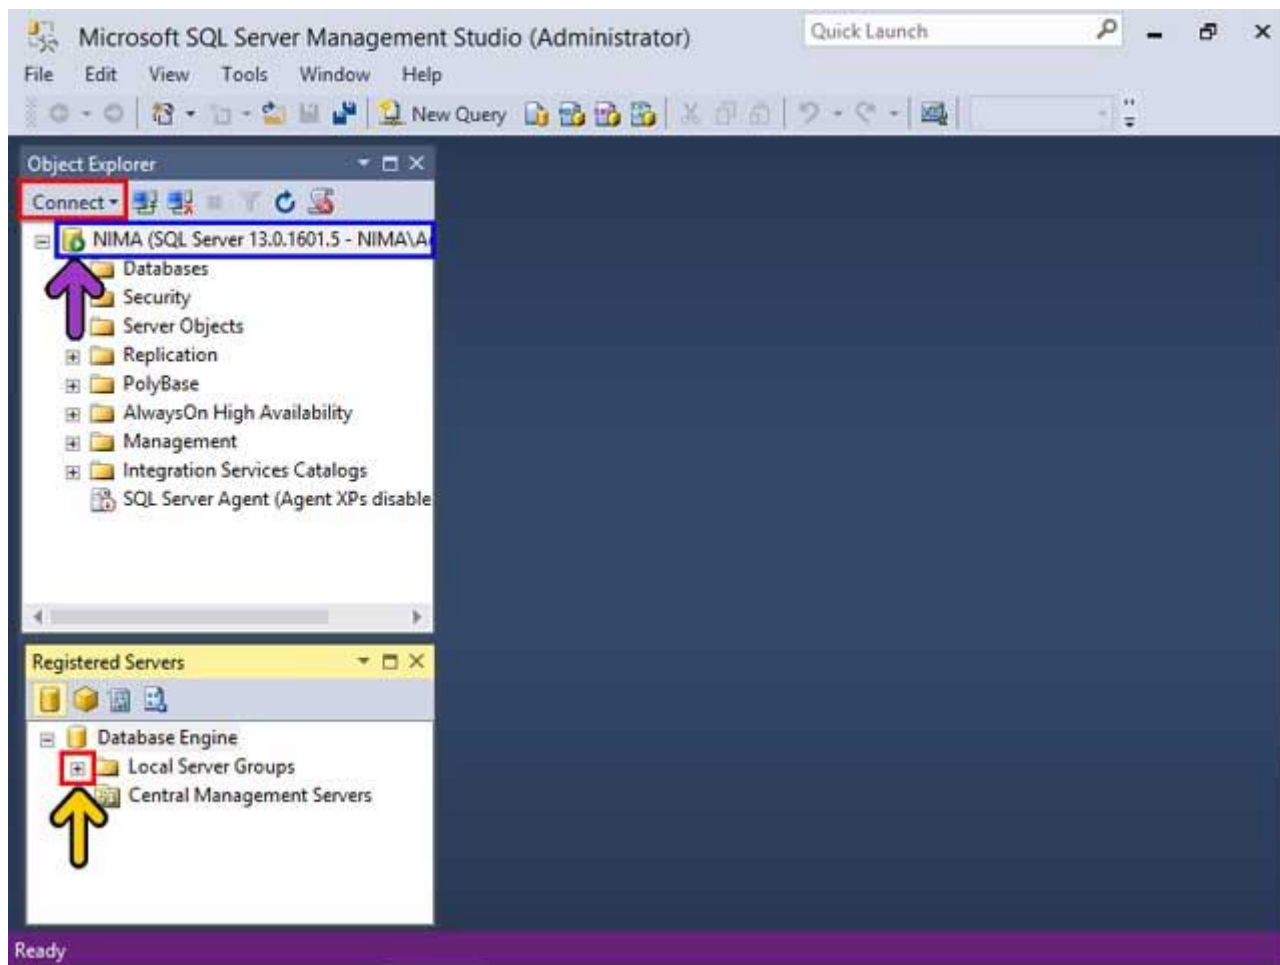 Microsoft SQL Server Management Studio (Administrator)
Quick Launch
File Edit View Tools Window Help
New Query
Object Explorer
Connect
NIMA (SQL Server 13.0.1601.5 - NIMA\A
Databases
Security
Server Objects
Replication
PolyBase
AlwaysOn High Availability
Management
Integration Services Catalogs
SQL Server Agent (Agent XPs disable
Registered Servers
Database Engine
Local Server Groups
Central Management Servers
Ready